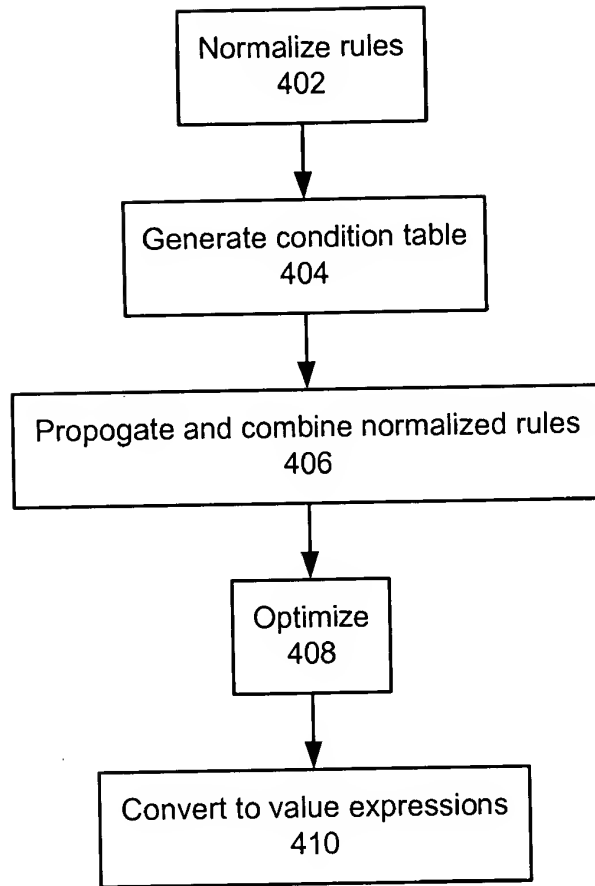 Normalize rules
402
Generate condition table
404
Propogate and combine normalized rules
406
Optimize
408
Convert to value expressions
410